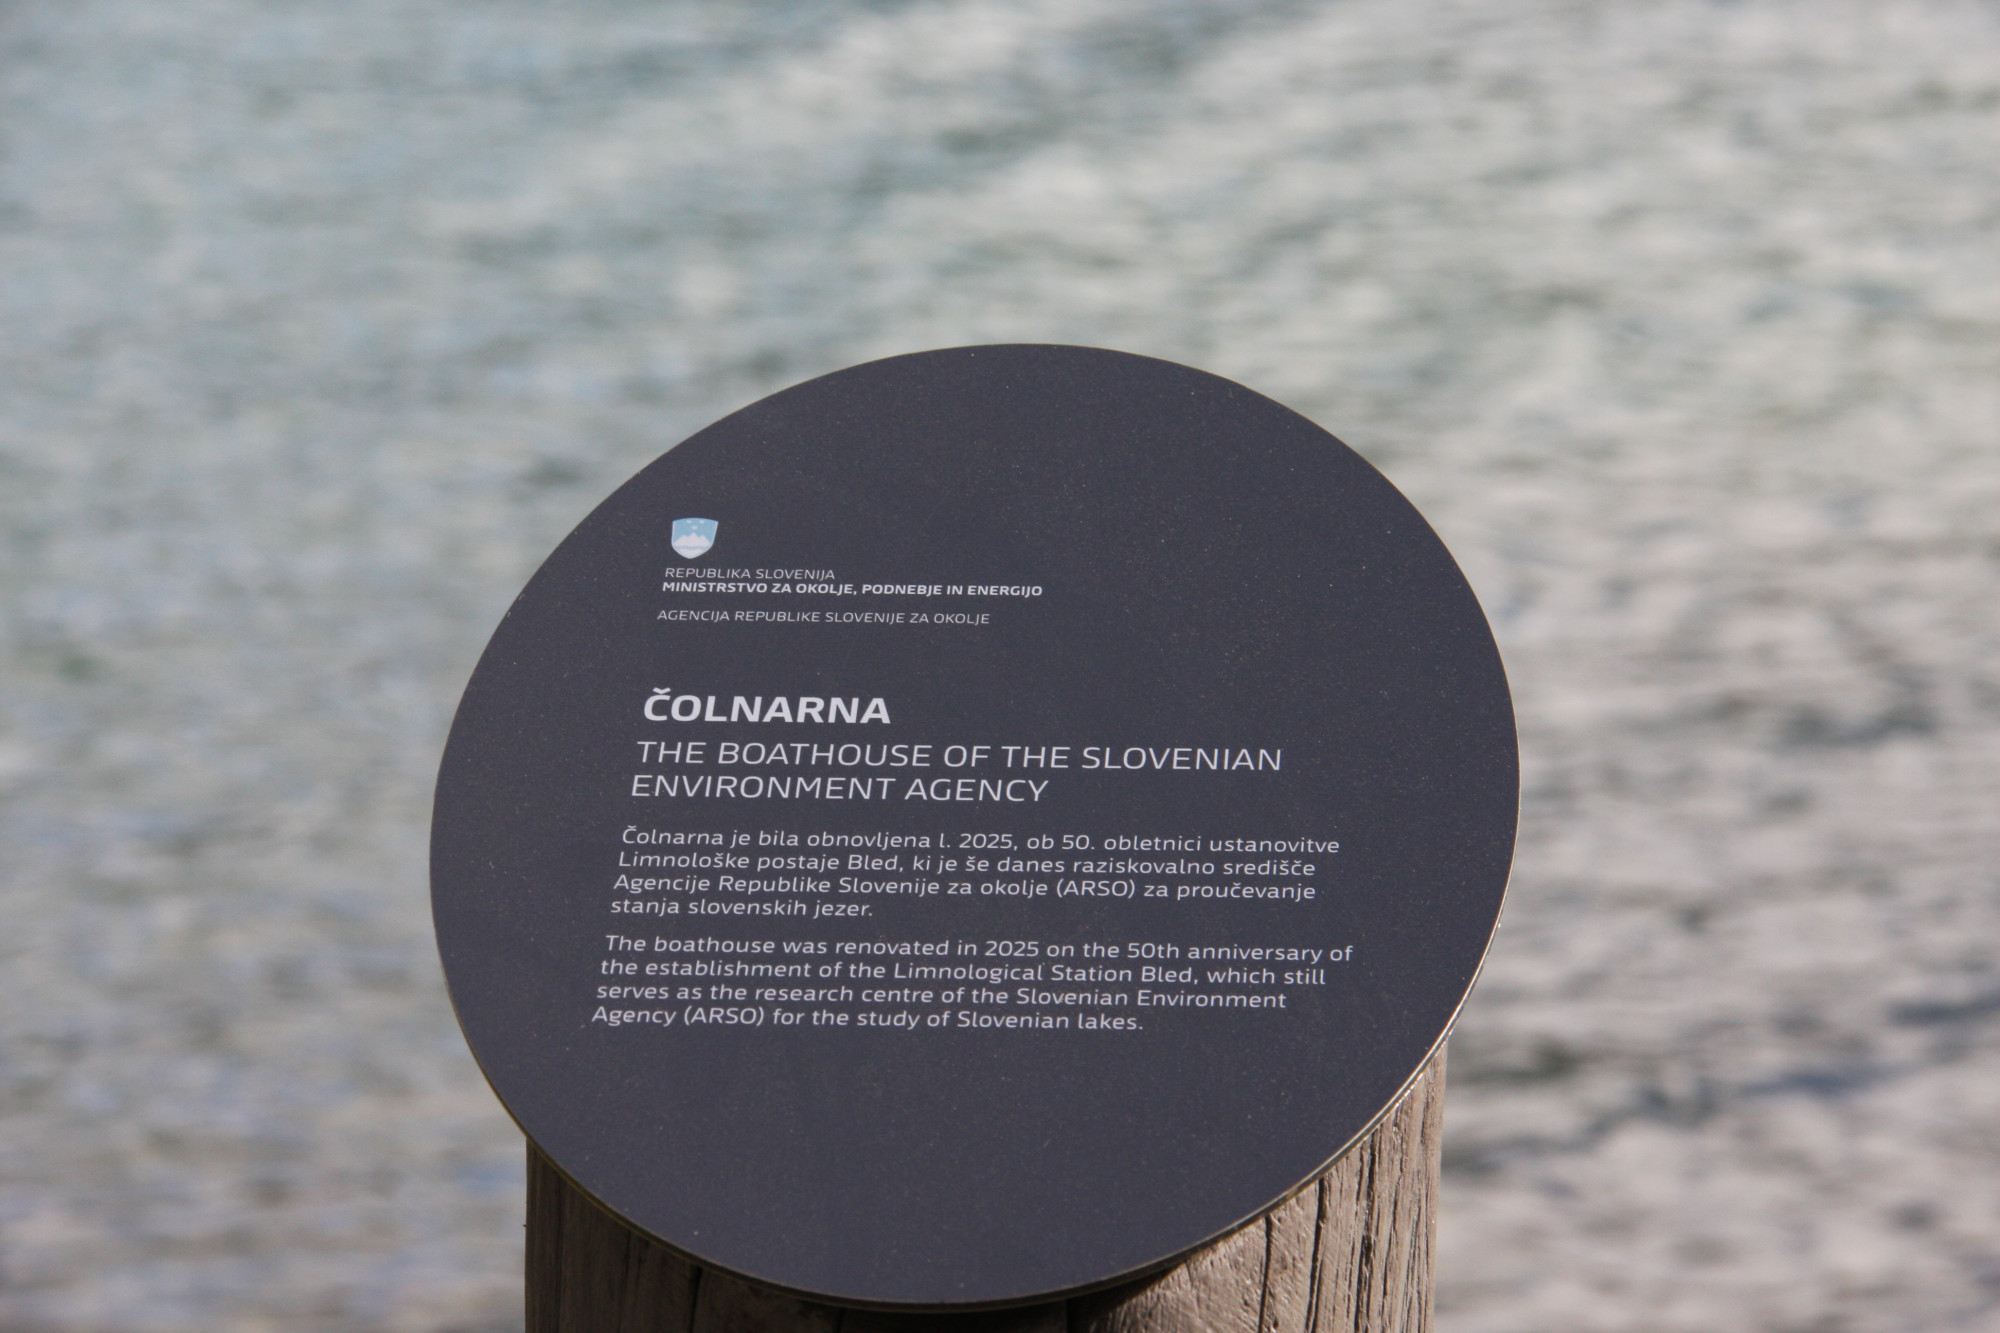 REPUBLIKA SLOVENIJA
MINISTRSTVO ZA OKOLJE, PODNEBJE IN ENERGIJO
AGENCIJA REPUBLIKE SLOVENIJE ZA OKOLJE
ČOLNARNA
THE BOATHOUSE OF THE SLOVENIAN
ENVIRONMENT AGENCY
Čolnarna je bila obnovljena l. 2025, ob 50. obletnici ustanovitve
Limnološke postaje Bled, ki je še danes raziskovalno središče
Agencije Republike Slovenije za okolje (ARSO) za proučevanje
stanja slovenskih jezer.
The boathouse was renovated in 2025 on the 50th anniversary of
the establishment of the Limnological Station Bled, which still
serves as the research centre of the Slovenian Environment
Agency (ARSO) for the study of Slovenian lakes.